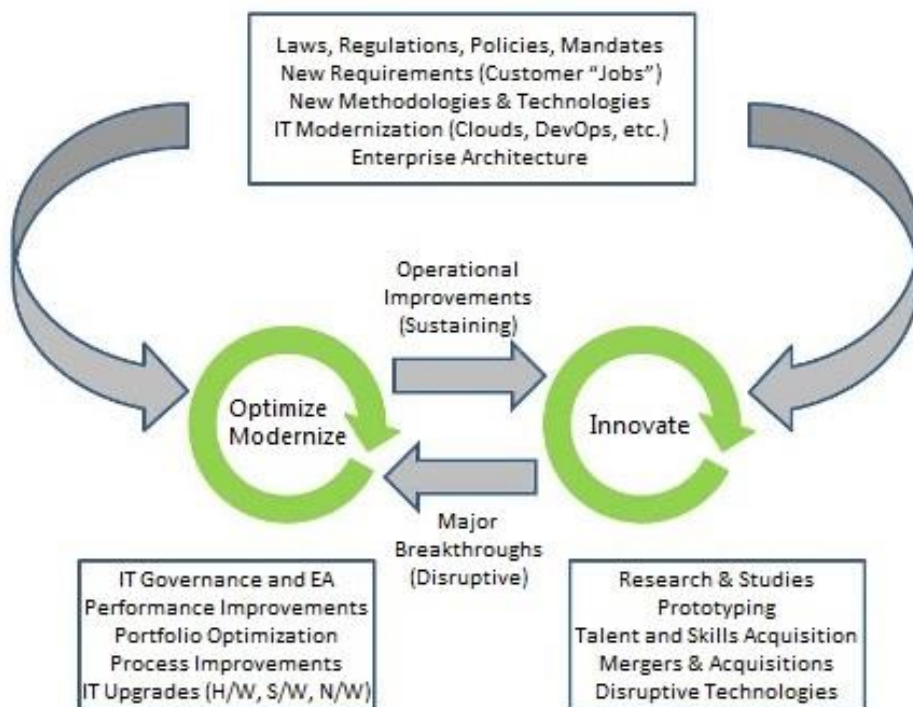 Laws, Regulations, Policies, Mandates
New Requirements (Customer “Jobs”)
New Methodologies & Technologies
IT Modernization (Clouds, DevOps, etc.)
Enterprise Architecture
Operational
Improvements
(Sustaining)
Optimize
Modernize
Innovate
Major
Breakthroughs
(Disruptive)
IT Governance and EA
Performance Improvements
Portfolio Optimization
Process Improvements
IT Upgrades (H/W, S/W, N/W)
Research & Studies
Prototyping
Talent and Skills Acquisition
Mergers & Acquisitions
Disruptive Technologies